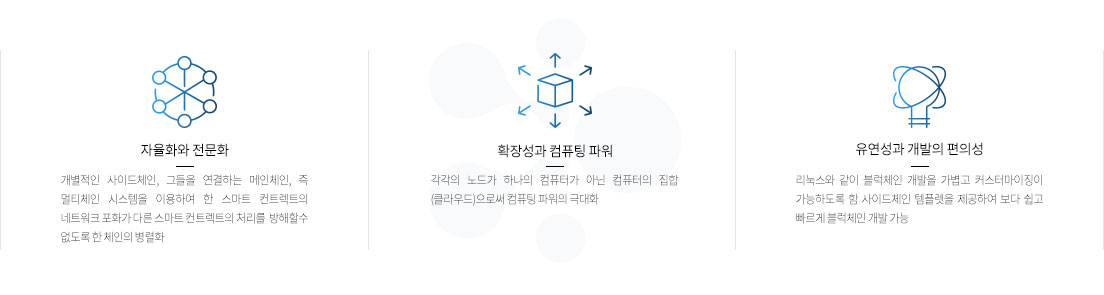 자율화와 전문화
개별적인 사이드체인, 그들을 연결하는 메인체인, 즉
멀티체인 시스템을 이용하여 한 스마트 컨트렉트의
네트워크 포화가 다른 스마트 컨트렉트의 처리를 방해할수
없도록 한 체인의 병렬화
확장성과 컴퓨팅 파워
각각의 노드가 하나의 컴퓨터가 아닌 컴퓨터의 집합
(클라우드)으로써 컴퓨팅 파워의 극대화
유연성과 개발의 편의성
리눅스와 같이 블럭체인 개발을 가볍고 커스터마이징이
가능하도록 함 사이드체인 템플릿을 제공하여 보다 쉽고
빠르게 블럭체인 개발 가능